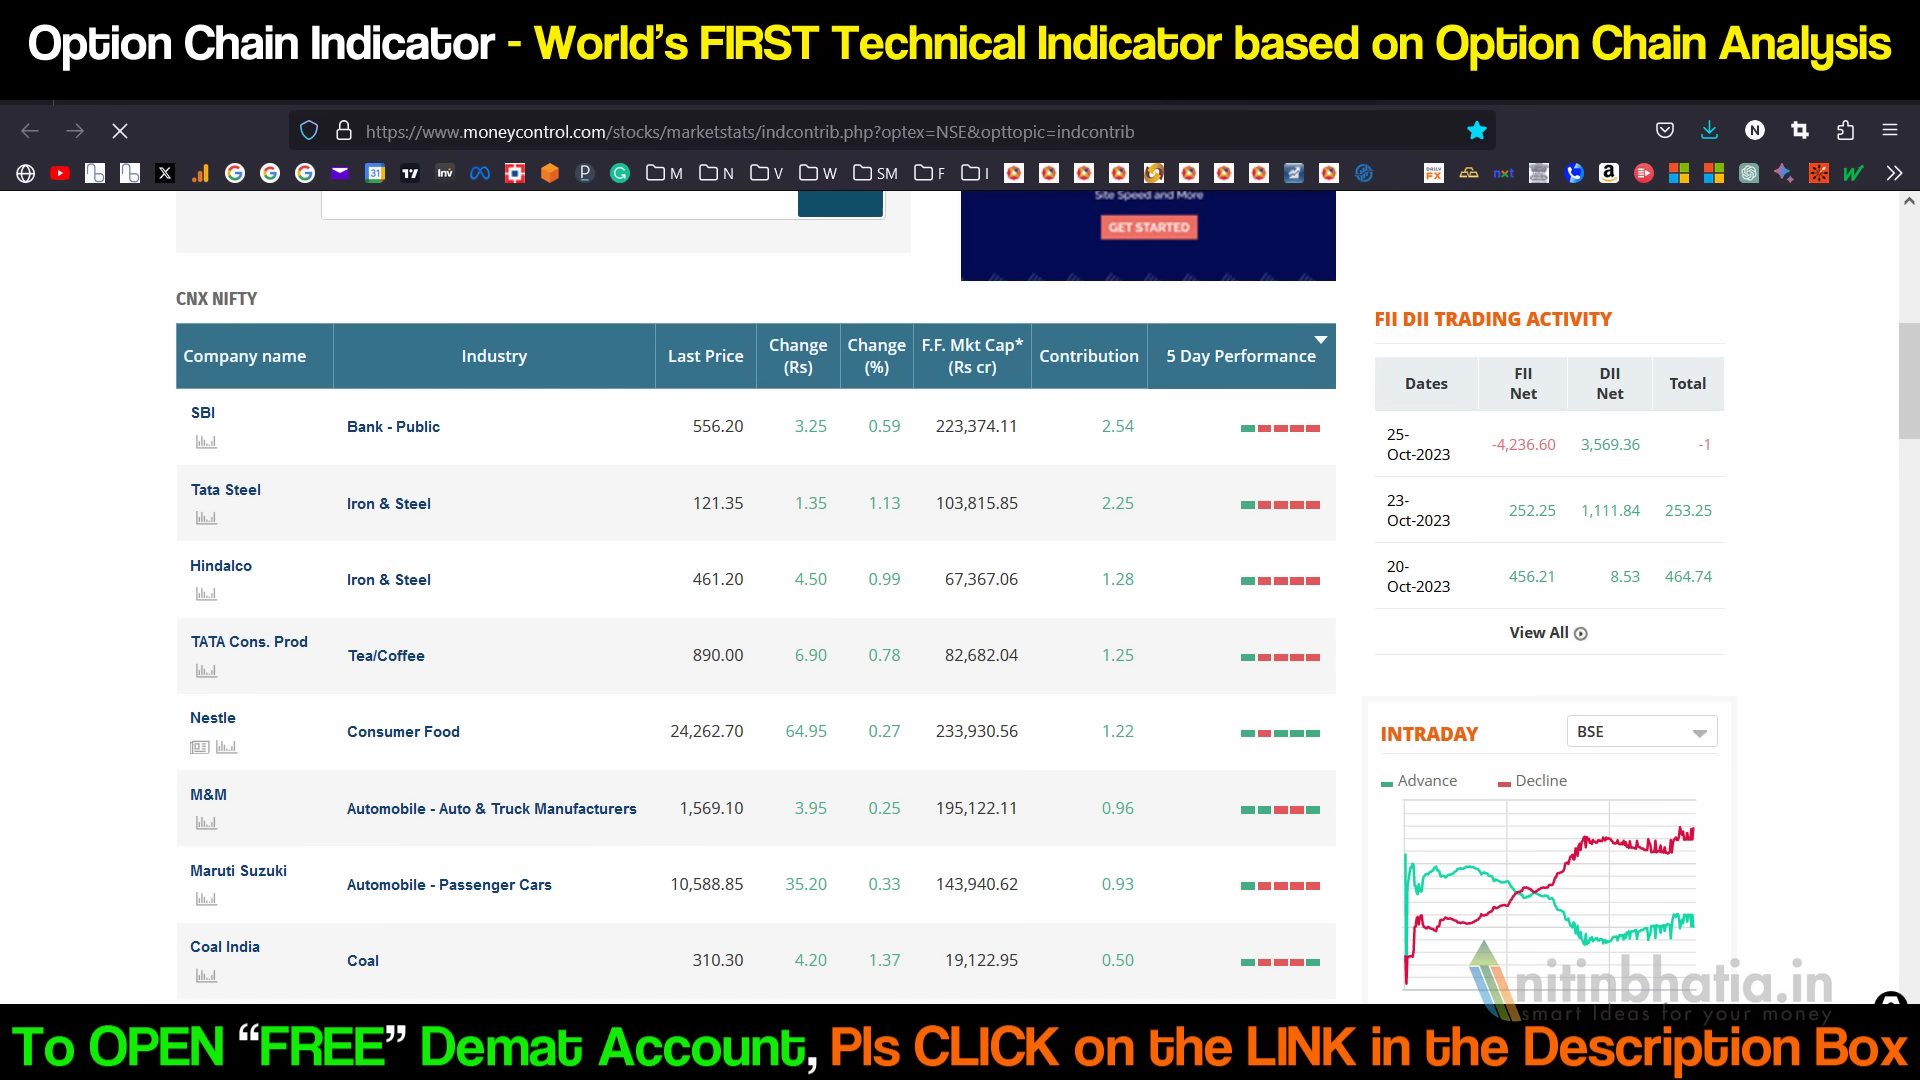 Option Chain Indicator - World's FIRST Technical Indicator based on Option Chain Analysis
https://www.moneycontrol.com/stocks/marketstats/indcontrib.php?optex=NSE&opttopic=indcontrib
M N V W SM F I
Site Speed and More
GET STARTED
CNX NIFTY
Company name Industry Last Price Change (Rs) Change (%) F.F. Mkt Cap* (Rs cr) Contribution 5 Day Performance
SBI Bank - Public 556.20 3.25 0.59 223,374.11 2.54
Tata Steel Iron & Steel 121.35 1.35 1.13 103,815.85 2.25
Hindalco Iron & Steel 461.20 4.50 0.99 67,367.06 1.28
TATA Cons. Prod Tea/Coffee 890.00 6.90 0.78 82,682.04 1.25
Nestle Consumer Food 24,262.70 64.95 0.27 233,930.56 1.22
M&M Automobile - Auto & Truck Manufacturers 1,569.10 3.95 0.25 195,122.11 0.96
Maruti Suzuki Automobile - Passenger Cars 10,588.85 35.20 0.33 143,940.62 0.93
Coal India Coal 310.30 4.20 1.37 19,122.95 0.50
FII DII TRADING ACTIVITY
Dates FII Net DII Net Total
25-Oct-2023 -4,236.60 3,569.36 -1
23-Oct-2023 252.25 1,111.84 253.25
20-Oct-2023 456.21 8.53 464.74
View All
INTRADAY BSE
Advance Decline
nitinbhatia.in
smart Ideas for your money
To OPEN "FREE" Demat Account, Pls CLICK on the LINK in the Description Box